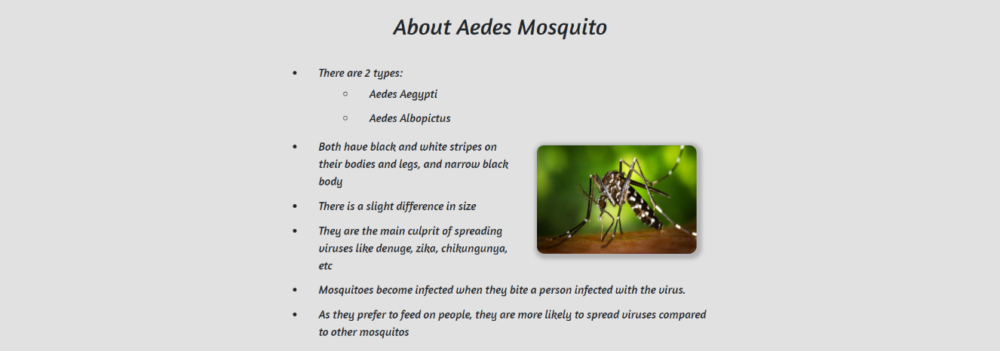 About Aedes Mosquito
There are 2 types:
Aedes Aegypti
Aedes Albopictus
Both have black and white stripes on
their bodies and legs, and narrow black
body
There is a slight difference in size
They are the main culprit of spreading
viruses like denuge, zika, chikungunya,
etc
Mosquitoes become infected when they bite a person infected with the virus.
As they prefer to feed on people, they are more likely to spread viruses compared
to other mosquitos